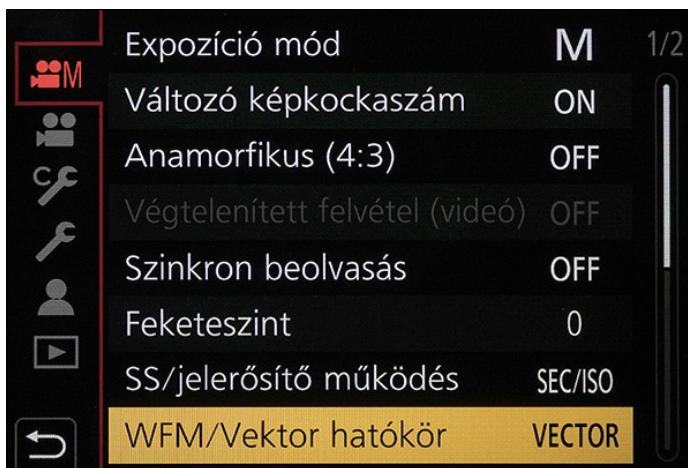 Expozíció mód M 1/2
M
Változó képkockaszám ON
Anamorfikus (4:3) OFF
Végtelenített felvétel (videó) OFF
Szinkron beolvasás OFF
Feketeszint 0
SS/jelerősítő működés SEC/ISO
WFM/Vektor hatókör VECTOR